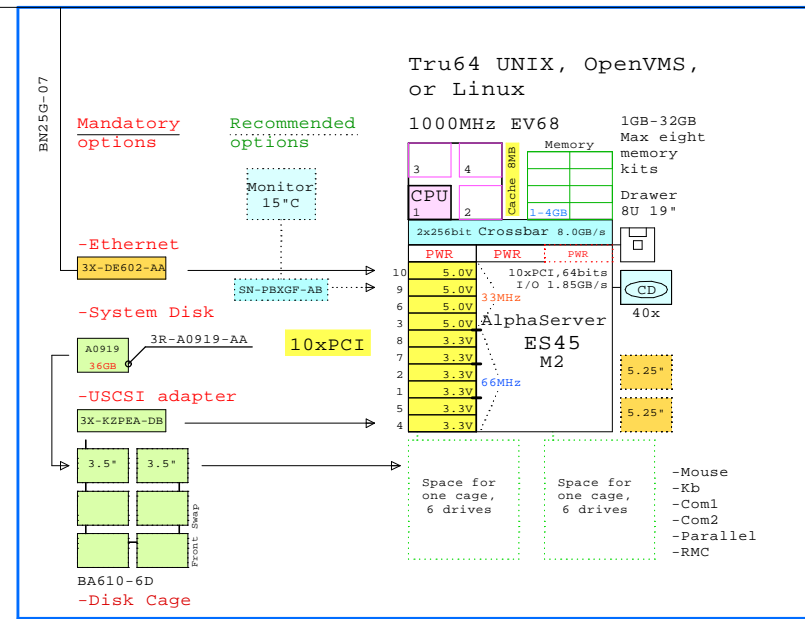 Tru64 UNIX, OpenVMS,
or Linux
BN25G-07
Mandatory
options
Recommended
options
1000MHz EV68
1GB-32GB
Max eight
memory
kits
Memory
3
4
Cache 8MB
Monitor
15"C
CPU
1
2
1-4GB
Drawer
8U 19"
2x256bit Crossbar 8.0GB/s
-Ethernet
PWR
PWR
PWR
3X-DE602-AA
10 5.0V
10xPCI,64bits
I/O 1.85GB/s
SN-PBXGF-AB
9 5.0V
33MHz
CD
40x
6 5.0V
-System Disk
3 5.0V
AlphaServer
ES45
M2
3R-A0919-AA
10xPCI
8 3.3V
A0919
36GB
7 3.3V
2 3.3V
5.25"
66MHz
1 3.3V
-USCSI adapter
5 3.3V
3X-KZPEA-DB
4 3.3V
5.25"
3.5"
3.5"
Front Swap
Space for
one cage,
6 drives
Space for
one cage,
6 drives
-Mouse
-Kb
-Com1
-Com2
-Parallel
-RMC
BA610-6D
-Disk Cage